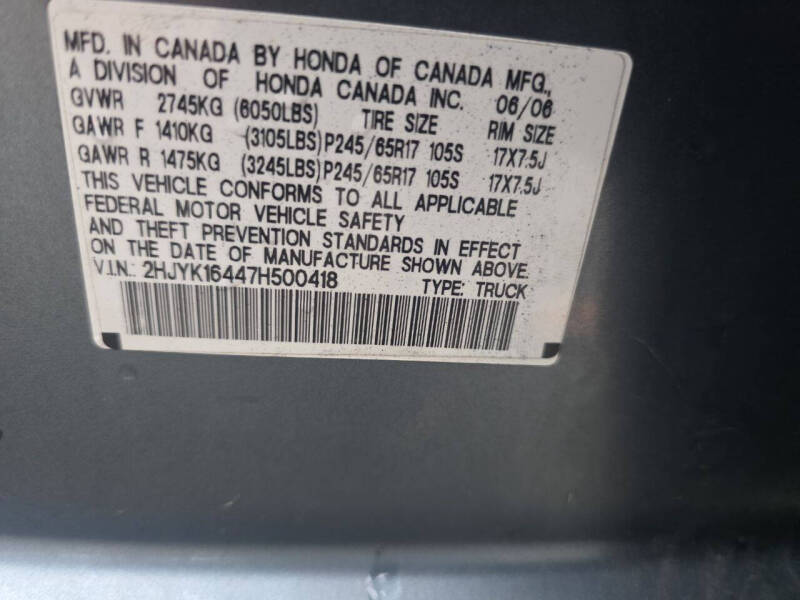 MFD. IN CANADA BY HONDA OF CANADA MFG.,
A DIVISION OF HONDA CANADA INC. 06/06
GVWR 2745KG (6050LBS) TIRE SIZE RIM SIZE
GAWR F 1410KG (3105LBS) P245/65R17 105S 17X7.5J
GAWR R 1475KG (3245LBS) P245/65R17 105S 17X7.5J
THIS VEHICLE CONFORMS TO ALL APPLICABLE
FEDERAL MOTOR VEHICLE SAFETY
AND THEFT PREVENTION STANDARDS IN EFFECT
ON THE DATE OF MANUFACTURE SHOWN ABOVE.
V.I.N.: 2HJYK16447H500418 TYPE: TRUCK